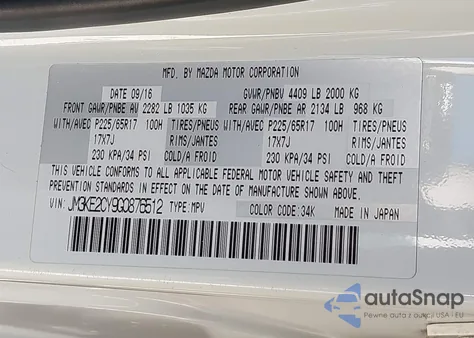 MFD. BY MAZDA MOTOR CORPORATION
DATE 09/16 GVWR/PNBV 4409 LB 2000 KG
FRONT GAWR/PNBE AV 2282 LB 1035 KG REAR GAWR/PNBE AR 2134 LB 968 KG
WITH/AVEC P225/65R17 100H TIRES/PNEUS WITH/AVEC P225/65R17 100H TIRES/PNEUS
17X7J RIMS/JANTES 17X7J RIMS/JANTES
230 KPA/34 PSI COLD/A FROID 230 KPA/34 PSI COLD/A FROID
THIS VEHICLE CONFORMS TO ALL APPLICABLE FEDERAL MOTOR VEHICLE SAFETY AND THEFT
PREVENTION STANDARDS IN EFFECT ON THE DATE OF MANUFACTURE SHOWN ABOVE.
VIN: JM3KE2CY9G0876512 TYPE:MPV COLOR CODE:34K MADE IN JAPAN
autoSnap
Pewne auto z USA i EU